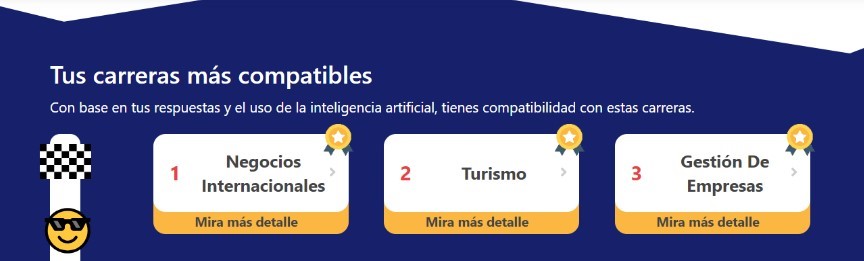 Tus carreras más compatibles
Con base en tus respuestas y el uso de la inteligencia artificial, tienes compatibilidad con estas carreras.
1
Negocios
Internacionales
Mira más detalle
2
Turismo
Mira más detalle
3
Gestión De
Empresas
Mira más detalle